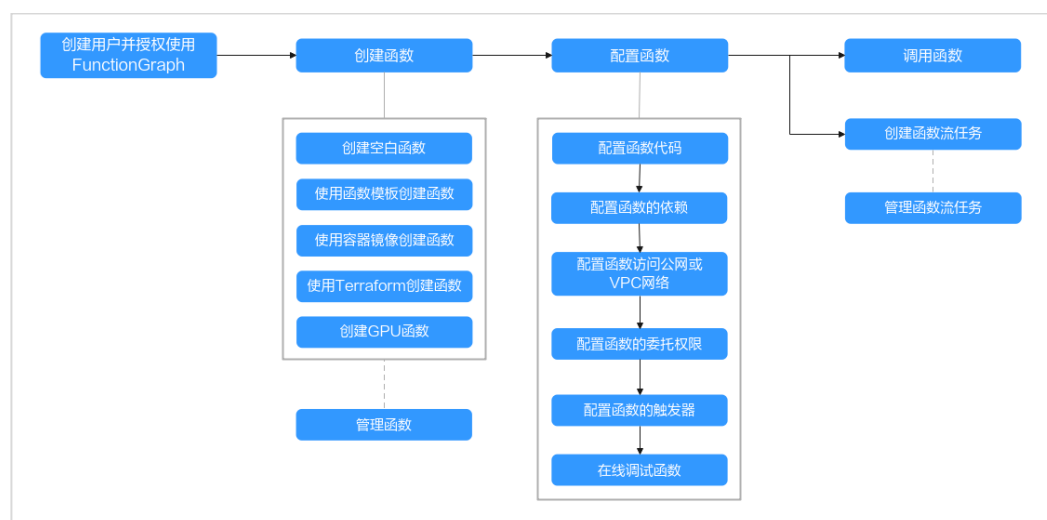 创建用户并授权使用
FunctionGraph
创建函数
配置函数
调用函数
创建空白函数
使用函数模板创建函数
使用容器镜像创建函数
使用Terraform创建函数
创建GPU函数
管理函数
配置函数代码
配置函数的依赖
配置函数访问公网或
VPC网络
配置函数的委托权限
配置函数的触发器
在线调试函数
创建函数流任务
管理函数流任务